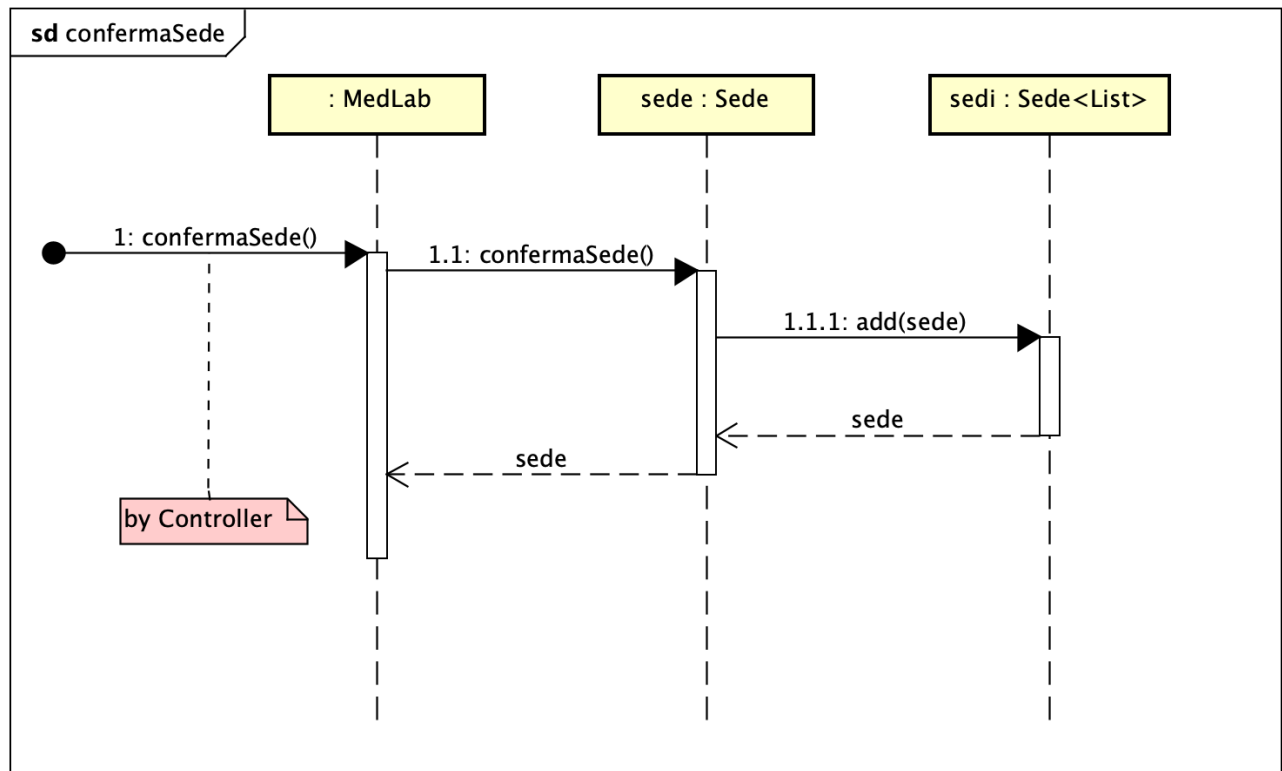 sd confermaSede
: MedLab
sede : Sede
sedi : Sede<List>
1: confermaSede()
1.1: confermaSede()
1.1.1: add(sede)
sede
sede
by Controller